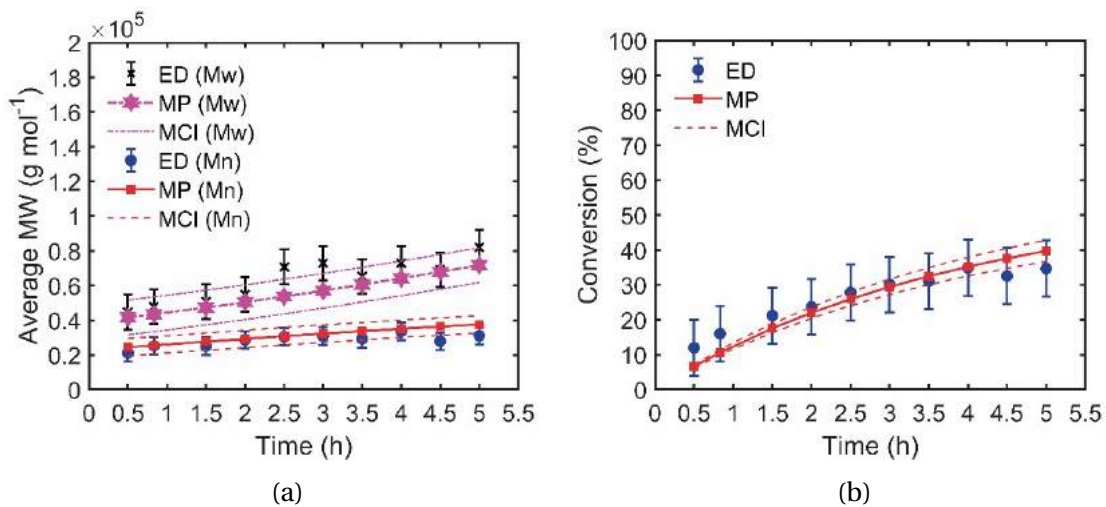 ×10⁵
2
1.8
1.6
1.4
1.2
1
0.8
0.6
0.4
0.2
0
Average MW (g mol⁻¹)
ED (Mw)
MP (Mw)
MCI (Mw)
ED (Mn)
MP (Mn)
MCI (Mn)
0 0.5 1 1.5 2 2.5 3 3.5 4 4.5 5 5.5
Time (h)
(a)
100
90
80
70
60
50
40
30
20
10
0
Conversion (%)
ED
MP
MCI
0 0.5 1 1.5 2 2.5 3 3.5 4 4.5 5 5.5
Time (h)
(b)